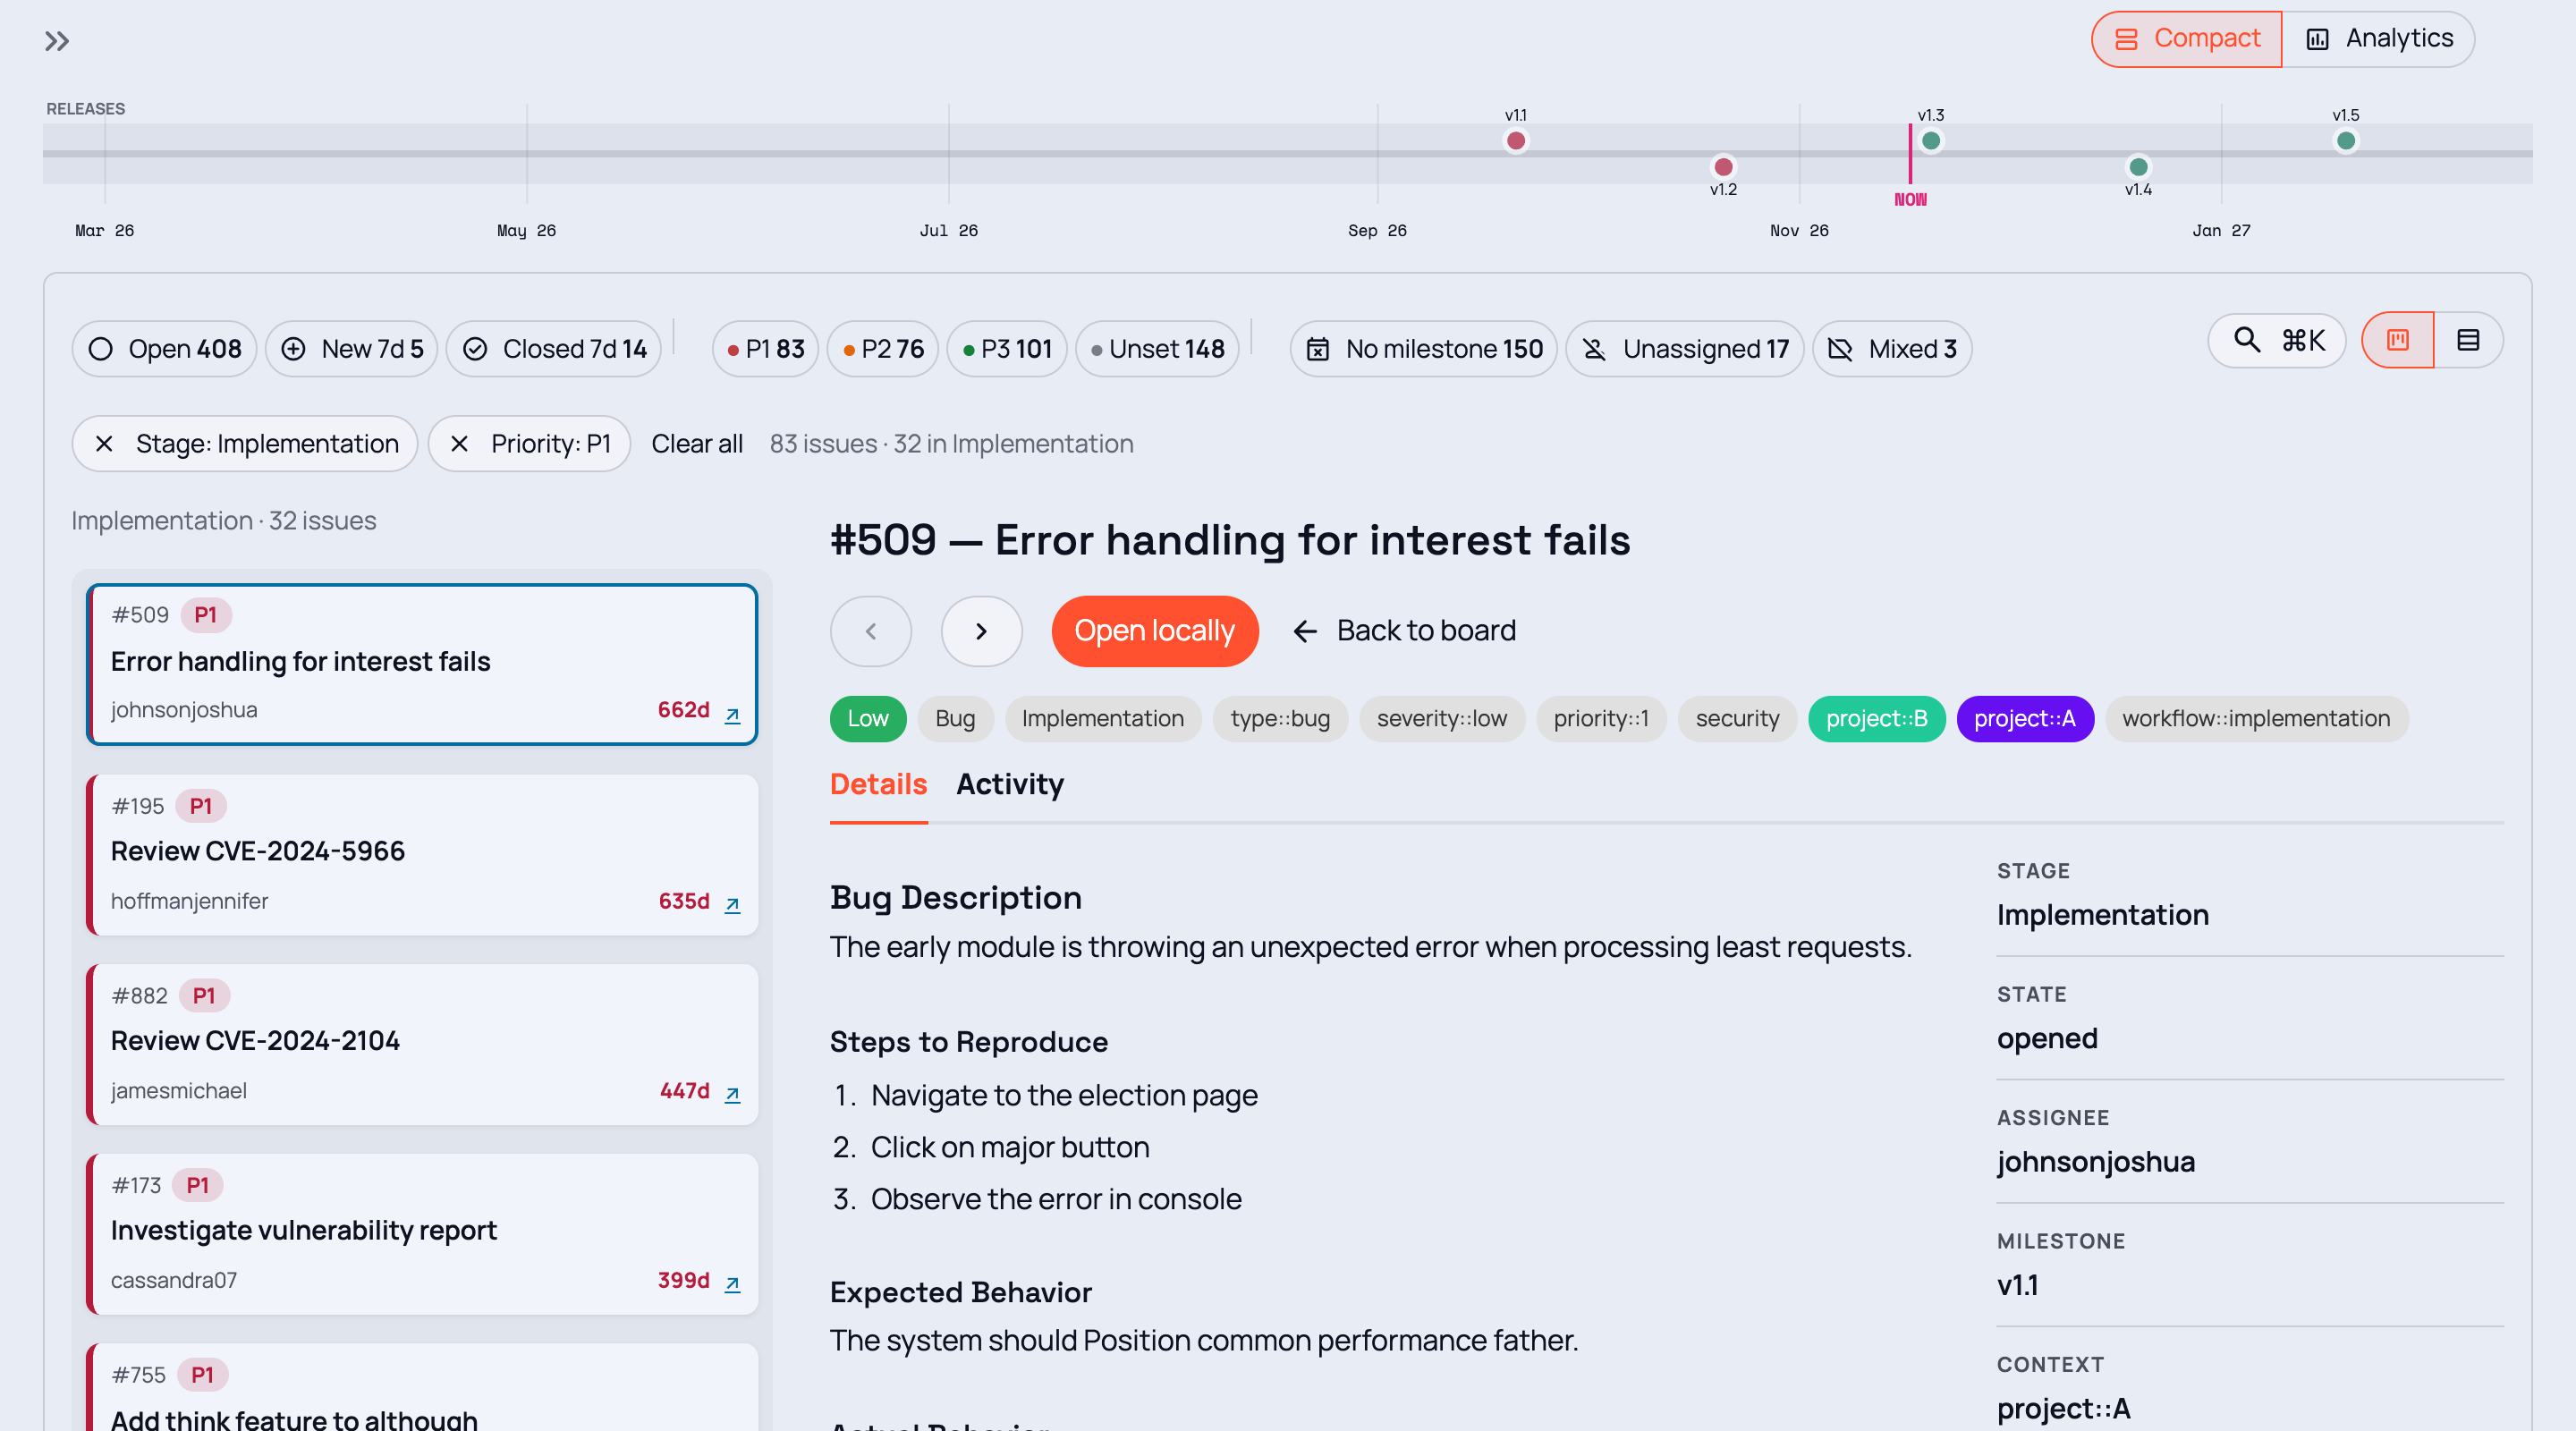 Compact
Analytics
RELEASES
v1.1
v1.3
v1.5
v1.2
v1.4
NOW
Mar 26
May 26
Jul 26
Sep 26
Nov 26
Jan 27
Open 408
New 7d 5
Closed 7d 14
P1 83
P2 76
P3 101
Unset 148
No milestone 150
Unassigned 17
Mixed 3
⌘K
Stage: Implementation
Priority: P1
Clear all
83 issues · 32 in Implementation
Implementation · 32 issues
#509 P1
Error handling for interest fails
johnsonjoshua 662d
#195 P1
Review CVE-2024-5966
hoffmanjennifer 635d
#882 P1
Review CVE-2024-2104
jamesmichael 447d
#173 P1
Investigate vulnerability report
cassandra07 399d
#755 P1
Add think feature to although
#509 — Error handling for interest fails
Open locally
Back to board
Low
Bug
Implementation
type::bug
severity::low
priority::1
security
project::B
project::A
workflow::implementation
Details
Activity
Bug Description
The early module is throwing an unexpected error when processing least requests.
Steps to Reproduce
1. Navigate to the election page
2. Click on major button
3. Observe the error in console
Expected Behavior
The system should Position common performance father.
Actual Behavior
STAGE
Implementation
STATE
opened
ASSIGNEE
johnsonjoshua
MILESTONE
v1.1
CONTEXT
project::A